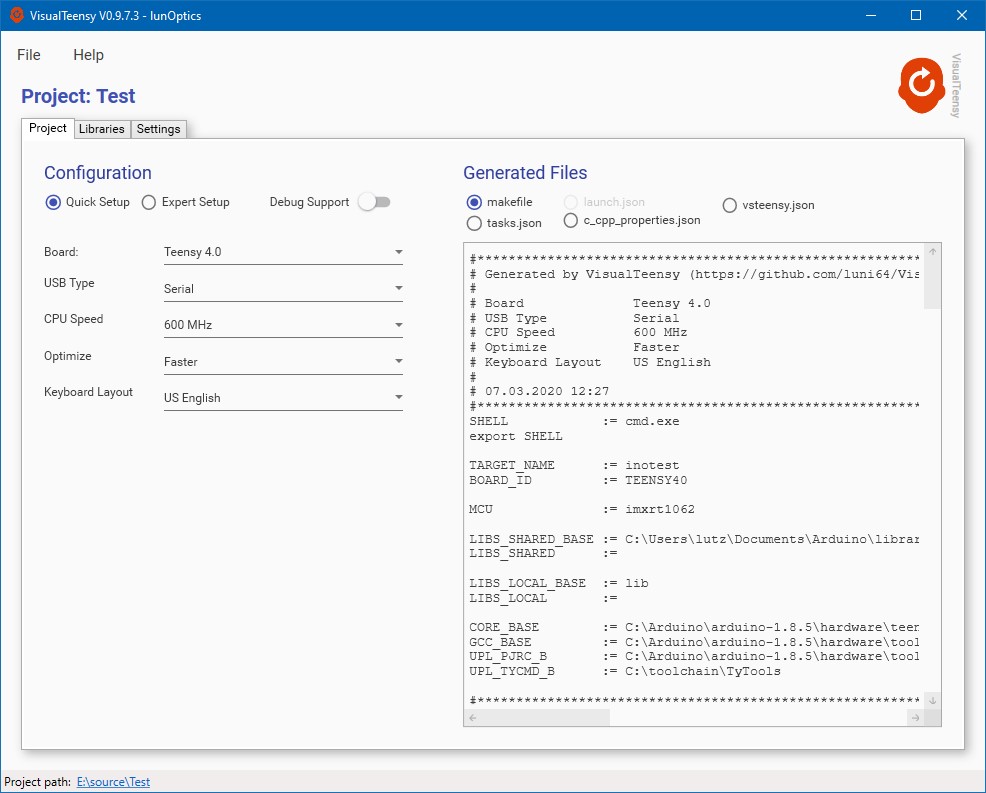 VisualTeensy V0.9.7.3 - lunOptics
File Help
VisualTeensy
Project: Test
Project Libraries Settings
Configuration
Quick Setup Expert Setup Debug Support
Board: Teensy 4.0
USB Type Serial
CPU Speed 600 MHz
Optimize Faster
Keyboard Layout US English
Generated Files
makefile launch.json vsteensy.json
tasks.json c_cpp_properties.json
#*********************************************************
# Generated by VisualTeensy (https://github.com/luni64/Vis
#
# Board Teensy 4.0
# USB Type Serial
# CPU Speed 600 MHz
# Optimize Faster
# Keyboard Layout US English
#
# 07.03.2020 12:27
#*********************************************************
SHELL := cmd.exe
export SHELL
TARGET_NAME := inotest
BOARD_ID := TEENSY40
MCU := imxrt1062
LIBS_SHARED_BASE := C:\Users\lutz\Documents\Arduino\librar
LIBS_SHARED :=
LIBS_LOCAL_BASE := lib
LIBS_LOCAL :=
CORE_BASE := C:\Arduino\arduino-1.8.5\hardware\teen
GCC_BASE := C:\Arduino\arduino-1.8.5\hardware\tool
UPL_PJRC_B := C:\Arduino\arduino-1.8.5\hardware\tool
UPL_TYCMD_B := C:\toolchain\TyTools
#*********************************************************
Project path: E:\source\Test